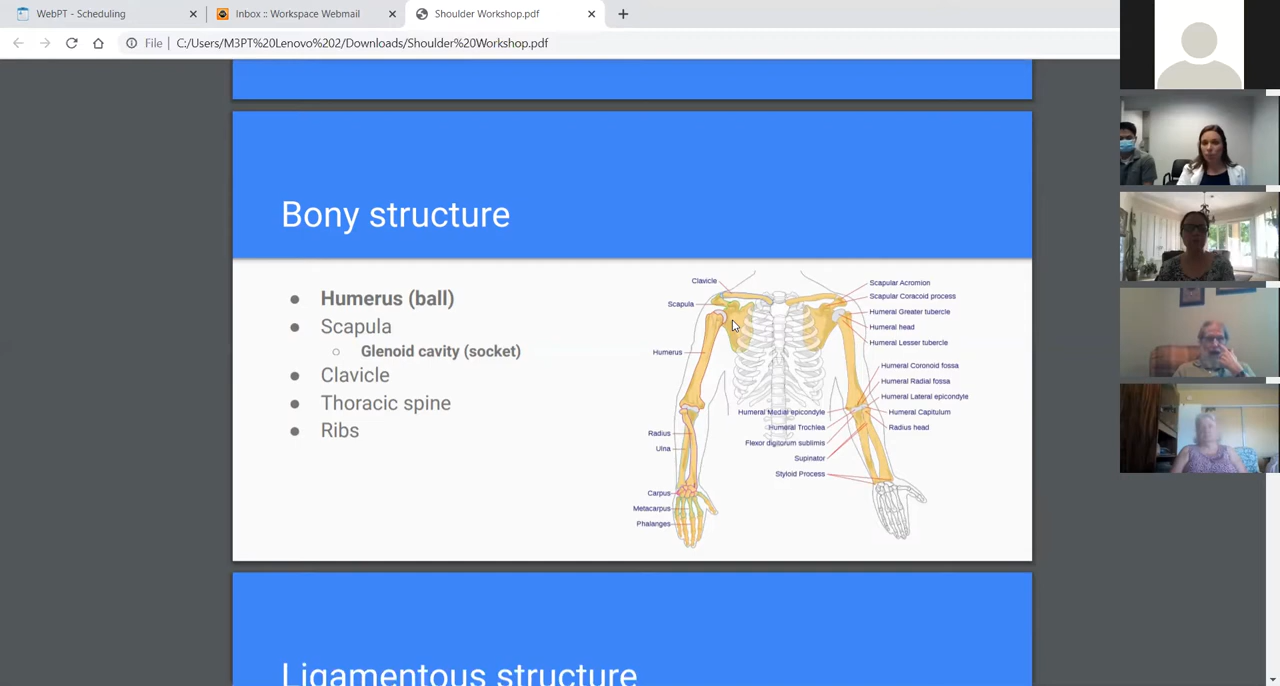 WebPT - Scheduling
Inbox :: Workspace Webmail
Shoulder Workshop.pdf
File
C:/Users/M3PT%20Lenovo%202/Downloads/Shoulder%20Workshop.pdf
Bony structure
Humerus (ball)
Scapula
Glenoid cavity (socket)
Clavicle
Thoracic spine
Ribs
Clavicle
Scapula
Humerus
Radius
Ulna
Carpus
Metacarpus
Phalanges
Scapular Acromion
Scapular Coracoid process
Humeral Greater tubercle
Humeral head
Humeral Lesser tubercle
Humeral Coronoid fossa
Humeral Radial fossa
Humeral Lateral epicondyle
Humeral Capitulum
Radius head
Humeral Medial epicondyle
Humeral Trochlea
Flexor digitorum sublimis
Supinator
Styloid Process
Ligamentous structure